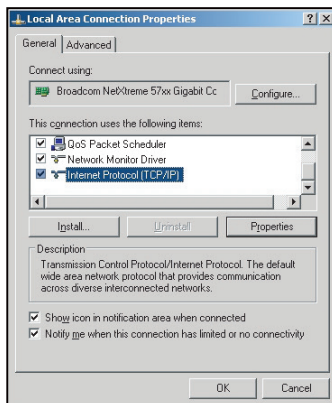 Local Area Connection Properties
General
Advanced
Connect using:
Broadcom NetXtreme 57xx Gigabit Cc
Configure...
This connection uses the following items:
QoS Packet Scheduler
Network Monitor Driver
Internet Protocol (TCP/IP)
Install...
Uninstall
Properties
Description
Transmission Control Protocol/Internet Protocol. The default
wide area network protocol that provides communication
across diverse interconnected networks.
Show icon in notification area when connected
Notify me when this connection has limited or no connectivity
OK
Cancel